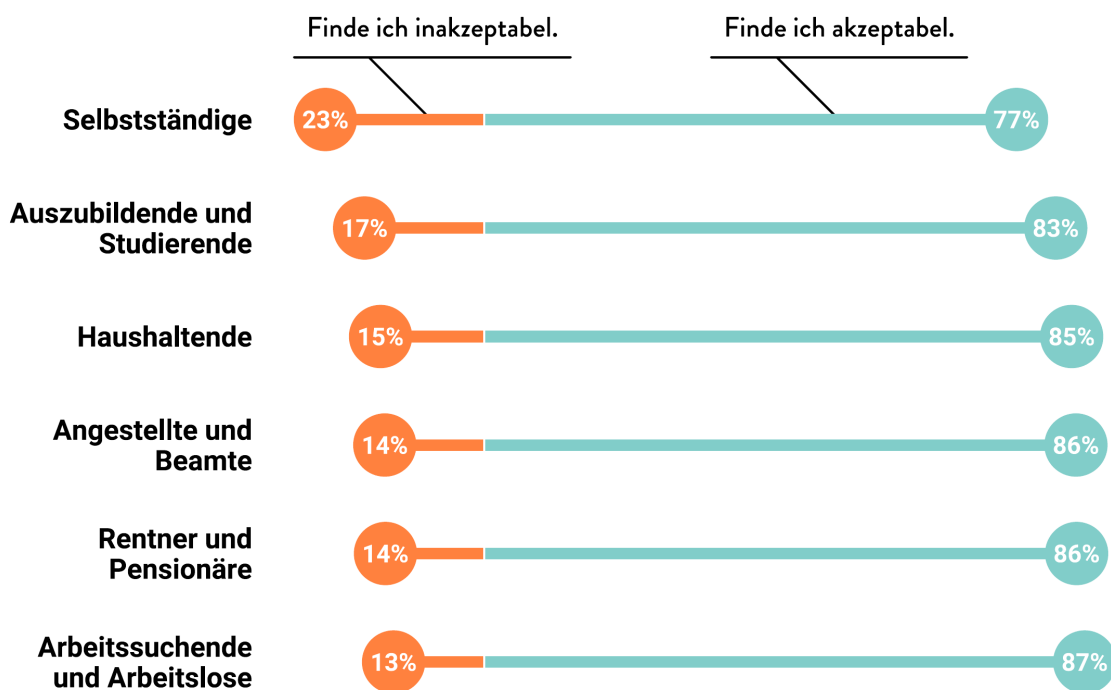 Finde ich inakzeptabel.
Finde ich akzeptabel.
Selbstständige
23%
77%
Auszubildende und
Studierende
17%
83%
Haushaltende
15%
85%
Angestellte und
Beamte
14%
86%
Rentner und
Pensionäre
14%
86%
Arbeitssuchende
und Arbeitslose
13%
87%